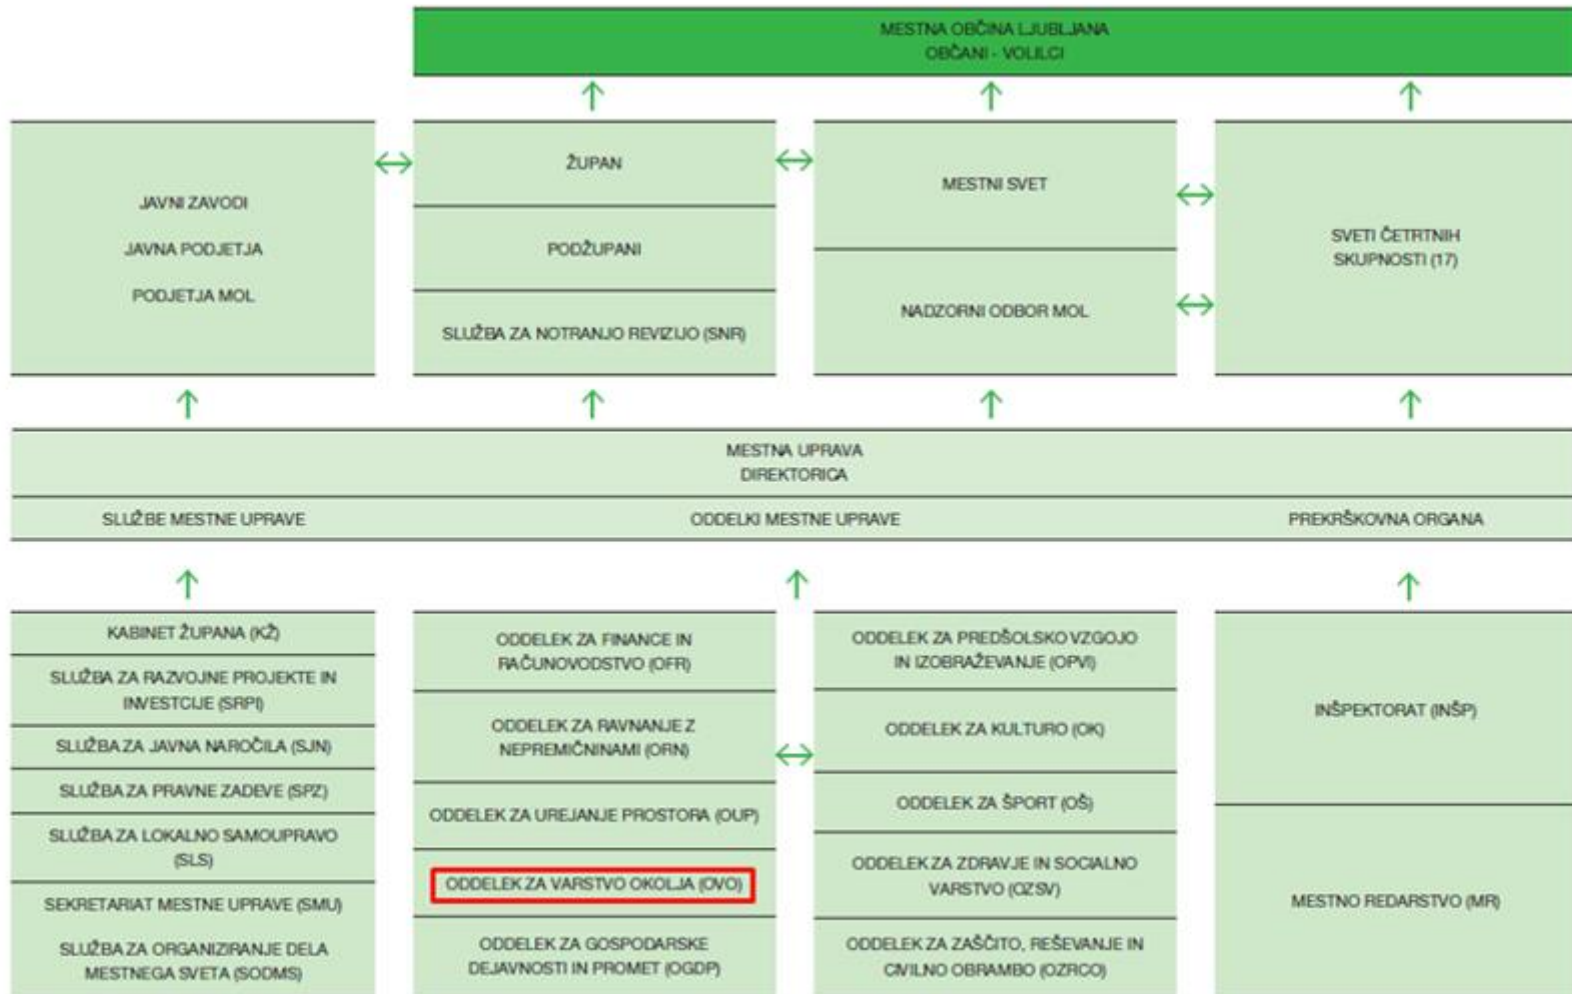 MESTNA OBČINA LJUBLJANA
OBČANI - VOLILCI
JAVNI ZAVODI
JAVNA PODJETJA
PODJETJA MOL
ŽUPAN
PODŽUPANI
SLUŽBA ZA NOTRANJO REVIZIJO (SNR)
MESTNI SVET
NADZORNI ODBOR MOL
SVETI ČETRTNIH
SKUPNOSTI (17)
MESTNA UPRAVA
DIREKTORICA
SLUŽBE MESTNE UPRAVE
ODDELKI MESTNE UPRAVE
PREKRŠKOVNA ORGANA
KABINET ŽUPANA (KŽ)
SLUŽBA ZA RAZVOJNE PROJEKTE IN
INVESTCIJE (SRPI)
SLUŽBA ZA JAVNA NAROČILA (SJN)
SLUŽBA ZA PRAVNE ZADEVE (SPZ)
SLUŽBA ZA LOKALNO SAMOUPRAVO
(SLS)
SEKRETARIAT MESTNE UPRAVE (SMU)
SLUŽBA ZA ORGANIZIRANJE DELA
MESTNEGA SVETA (SODMS)
ODDELEK ZA FINANCE IN
RAČUNOVODSTVO (OFR)
ODDELEK ZA RAVNANJE Z
NEPREMIČNINAMI (ORN)
ODDELEK ZA UREJANJE PROSTORA (OUP)
ODDELEK ZA VARSTVO OKOLJA (OVO)
ODDELEK ZA GOSPODARSKE
DEJAVNOSTI IN PROMET (OGDP)
ODDELEK ZA PREDŠOLSKO VZGOJO
IN IZOBRAŽEVANJE (OPVI)
ODDELEK ZA KULTURO (OK)
ODDELEK ZA ŠPORT (OŠ)
ODDELEK ZA ZDRAVJE IN SOCIALNO
VARSTVO (OZSV)
ODDELEK ZA ZAŠČITO, REŠEVANJE IN
CIVILNO OBRAMBO (OZRCO)
INŠPEKTORAT (INŠP)
MESTNO REDARSTVO (MR)